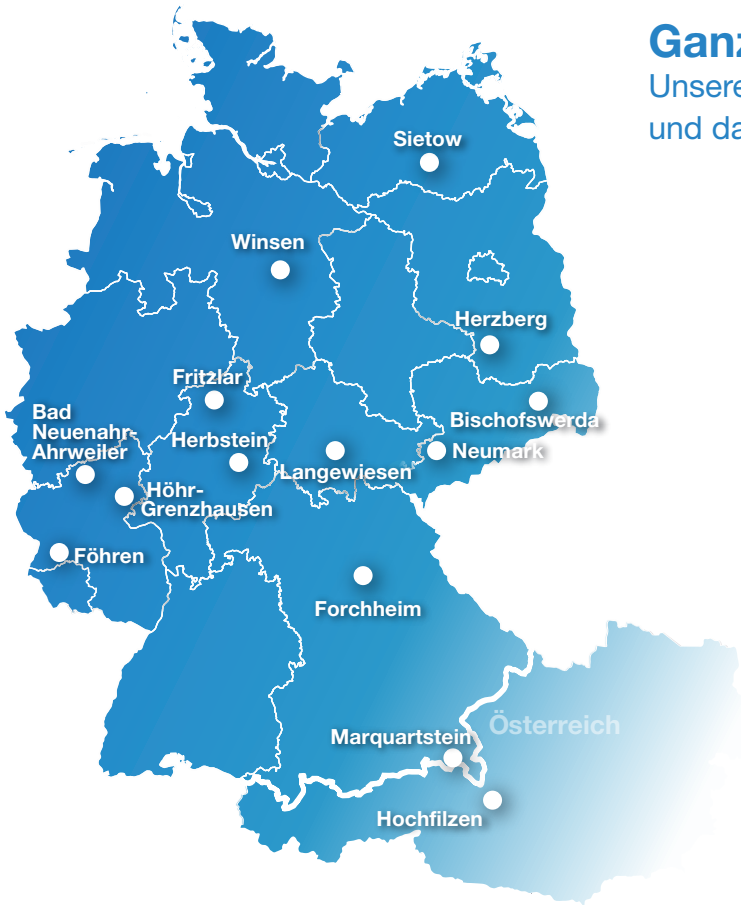 Ganz
Unsere
und da
Sietow
Winsen
Herzberg
Fritzlar
Bischofswerda
Bad
Neuenahr-
Ahrweiler
Herbstein
Langewiesen
Neumark
Höhr-
Grenzhausen
Föhren
Forchheim
Österreich
Marquartstein
Hochfilzen